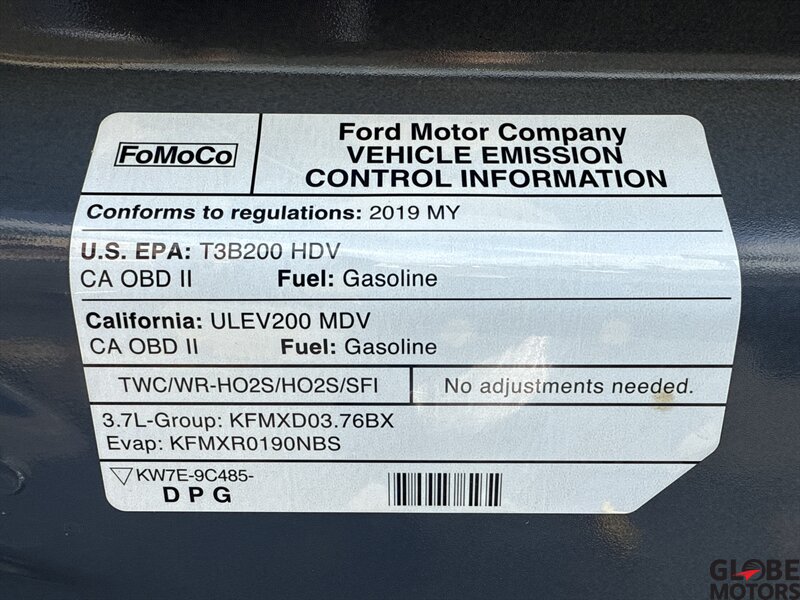 FoMoCo
Ford Motor Company
VEHICLE EMISSION
CONTROL INFORMATION
Conforms to regulations: 2019 MY
U.S. EPA: T3B200 HDV
CA OBD II Fuel: Gasoline
California: ULEV200 MDV
CA OBD II Fuel: Gasoline
TWC/WR-HO2S/HO2S/SFI No adjustments needed.
3.7L-Group: KFMXD03.76BX
Evap: KFMXR0190NBS
KW7E-9C485-
D P G
GLOBE
MOTORS